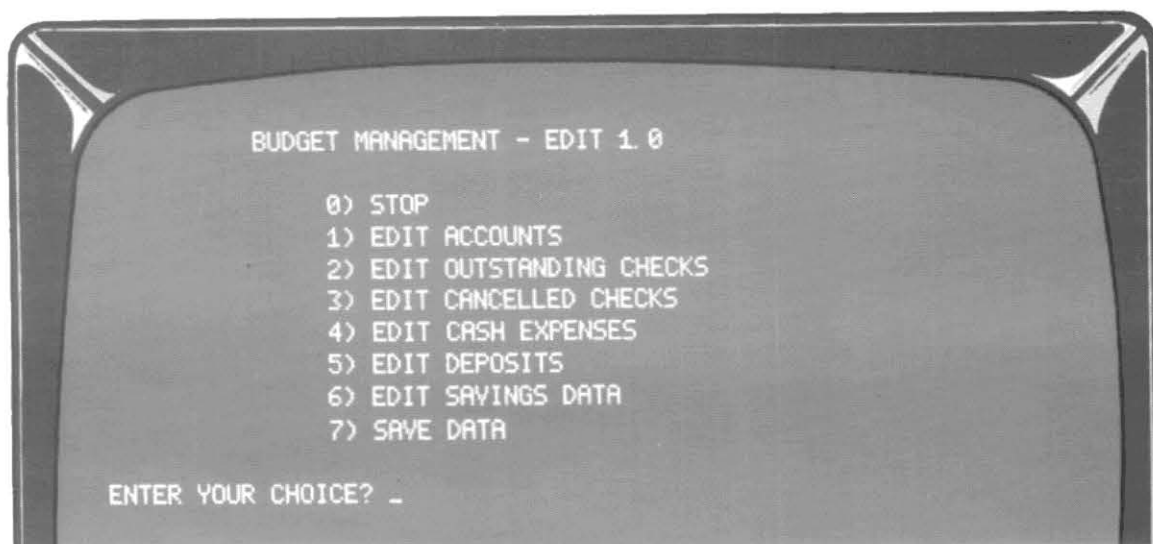 BUDGET MANAGEMENT - EDIT 1.0
0) STOP
1) EDIT ACCOUNTS
2) EDIT OUTSTANDING CHECKS
3) EDIT CANCELLED CHECKS
4) EDIT CASH EXPENSES
5) EDIT DEPOSITS
6) EDIT SAVINGS DATA
7) SAVE DATA
ENTER YOUR CHOICE? _